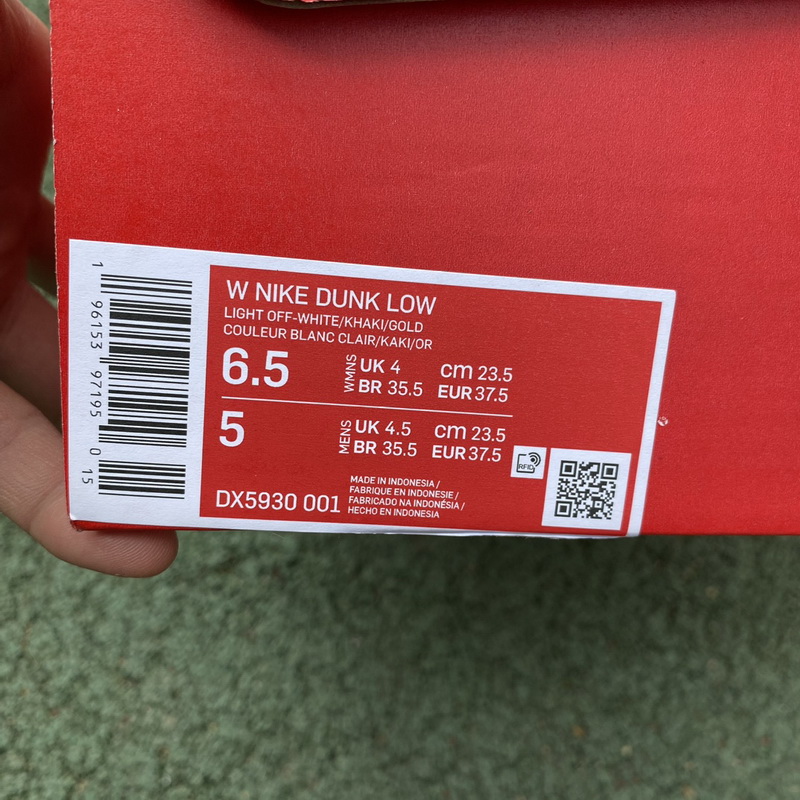 W NIKE DUNK LOW
LIGHT OFF-WHITE/KHAKI/GOLD
COULEUR BLANC CLAIR/KAKI/OR
6.5 WMNS UK 4 cm 23.5
BR 35.5 EUR 37.5
5 MENS UK 4.5 cm 23.5
BR 35.5 EUR 37.5
RFID
DX5930 001
MADE IN INDONESIA /
FABRIQUE EN INDONESIE /
FABRICADO NA INDONÉSIA /
HECHO EN INDONESIA
1 96153 97195 0 15